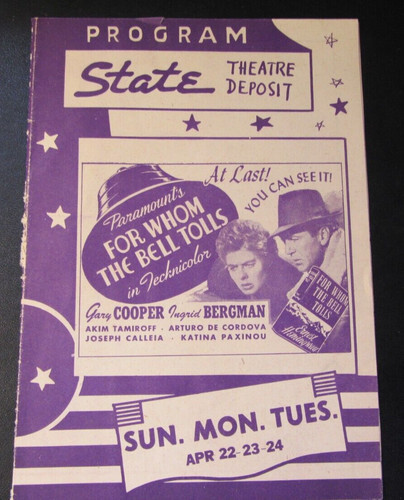 PROGRAM
State THEATRE
DEPOSIT
At Last!
YOU CAN SEE IT!
Paramount's
FOR WHOM
THE BELL TOLLS
in Technicolor
FOR WHOM
THE BELL
TOLLS
Ernest
Hemingway
Gary COOPER Ingrid BERGMAN
AKIM TAMIROFF · ARTURO DE CORDOVA
JOSEPH CALLEIA · KATINA PAXINOU
SUN. MON. TUES.
APR 22-23-24